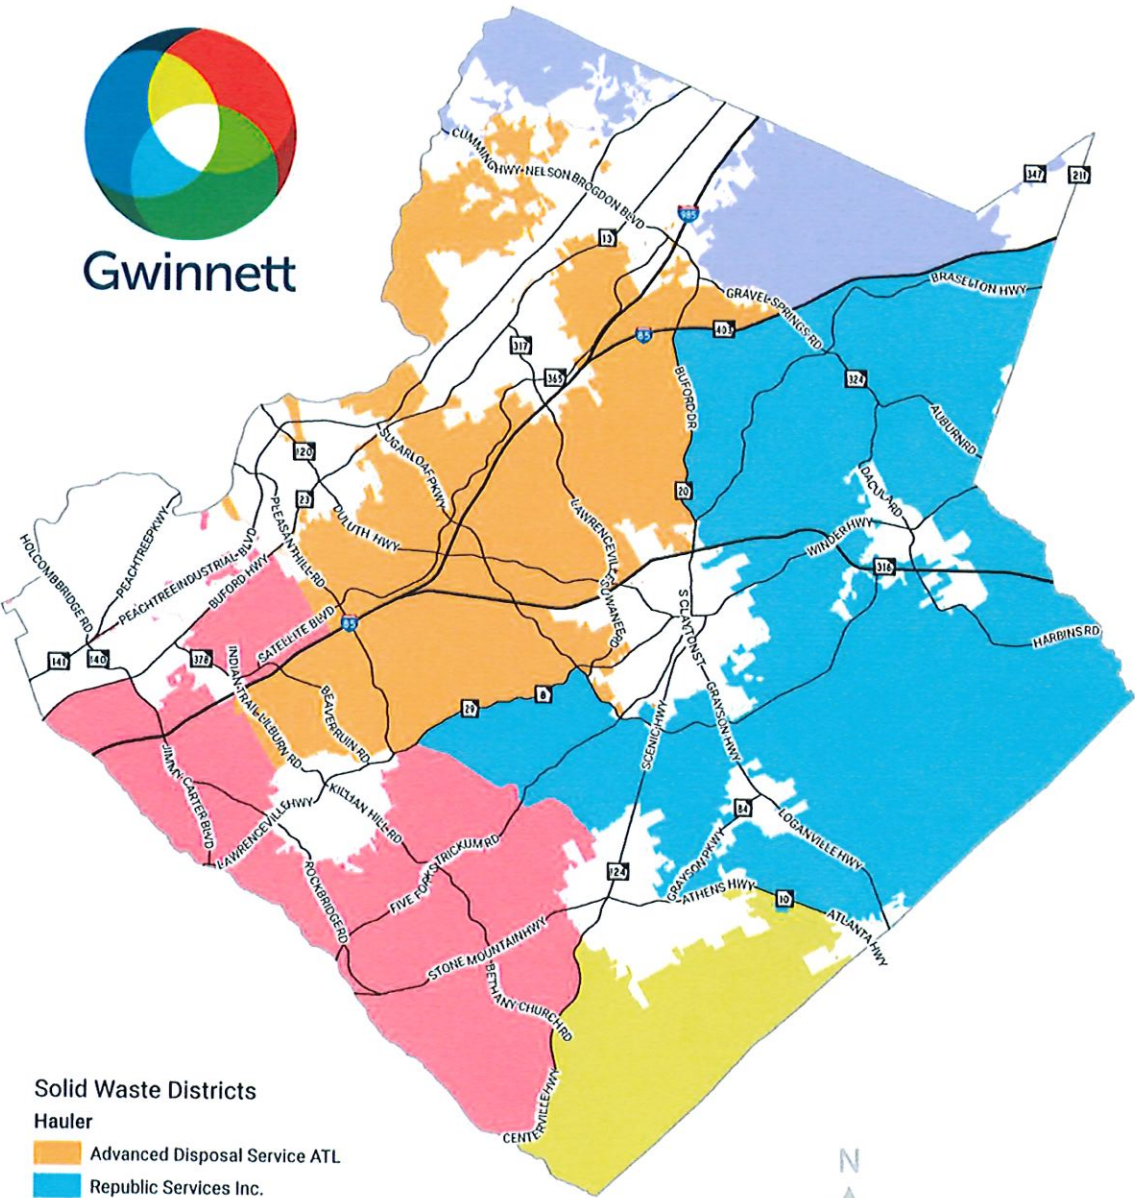 Gwinnett
CUMMING HWY
NELSON BROGDON BLVD
347
211
985
13
BRASELTON HWY
GRAVEL SPRINGS RD
403
85
317
365
324
BUFORD DR
AUBURN RD
120
SUGARLOAF PKWY
23
20
DACULA RD
PLEASANT HILL RD
DULUTH HWY
LAWRENCEVILLE SUWANEE RD
WINDER HWY
HOLCOMB BRIDGE RD
PEACHTREE PKWY
PEACHTREE INDUSTRIAL BLVD
BUFORD HWY
316
SATELLITE BLVD
85
S CLAYTON ST
HARBINS RD
141
140
378
INDIAN TRAIL LILBURN RD
BEAVER RUIN RD
29
8
GRAYSON HWY
SCENIC HWY
JIMMY CARTER BLVD
KILLIAN HILL RD
LAWRENCEVILLE HWY
84
LOGANVILLE HWY
FIVE FORKS TRICKUM RD
GRAYSON PKWY
ROCKBRIDGE RD
124
ATHENS HWY
10
ATLANTA HWY
STONE MOUNTAIN HWY
BETHANY CHURCH RD
CENTERVILLE HWY
Solid Waste Districts
Hauler
Advanced Disposal Service ATL
Republic Services Inc.
N